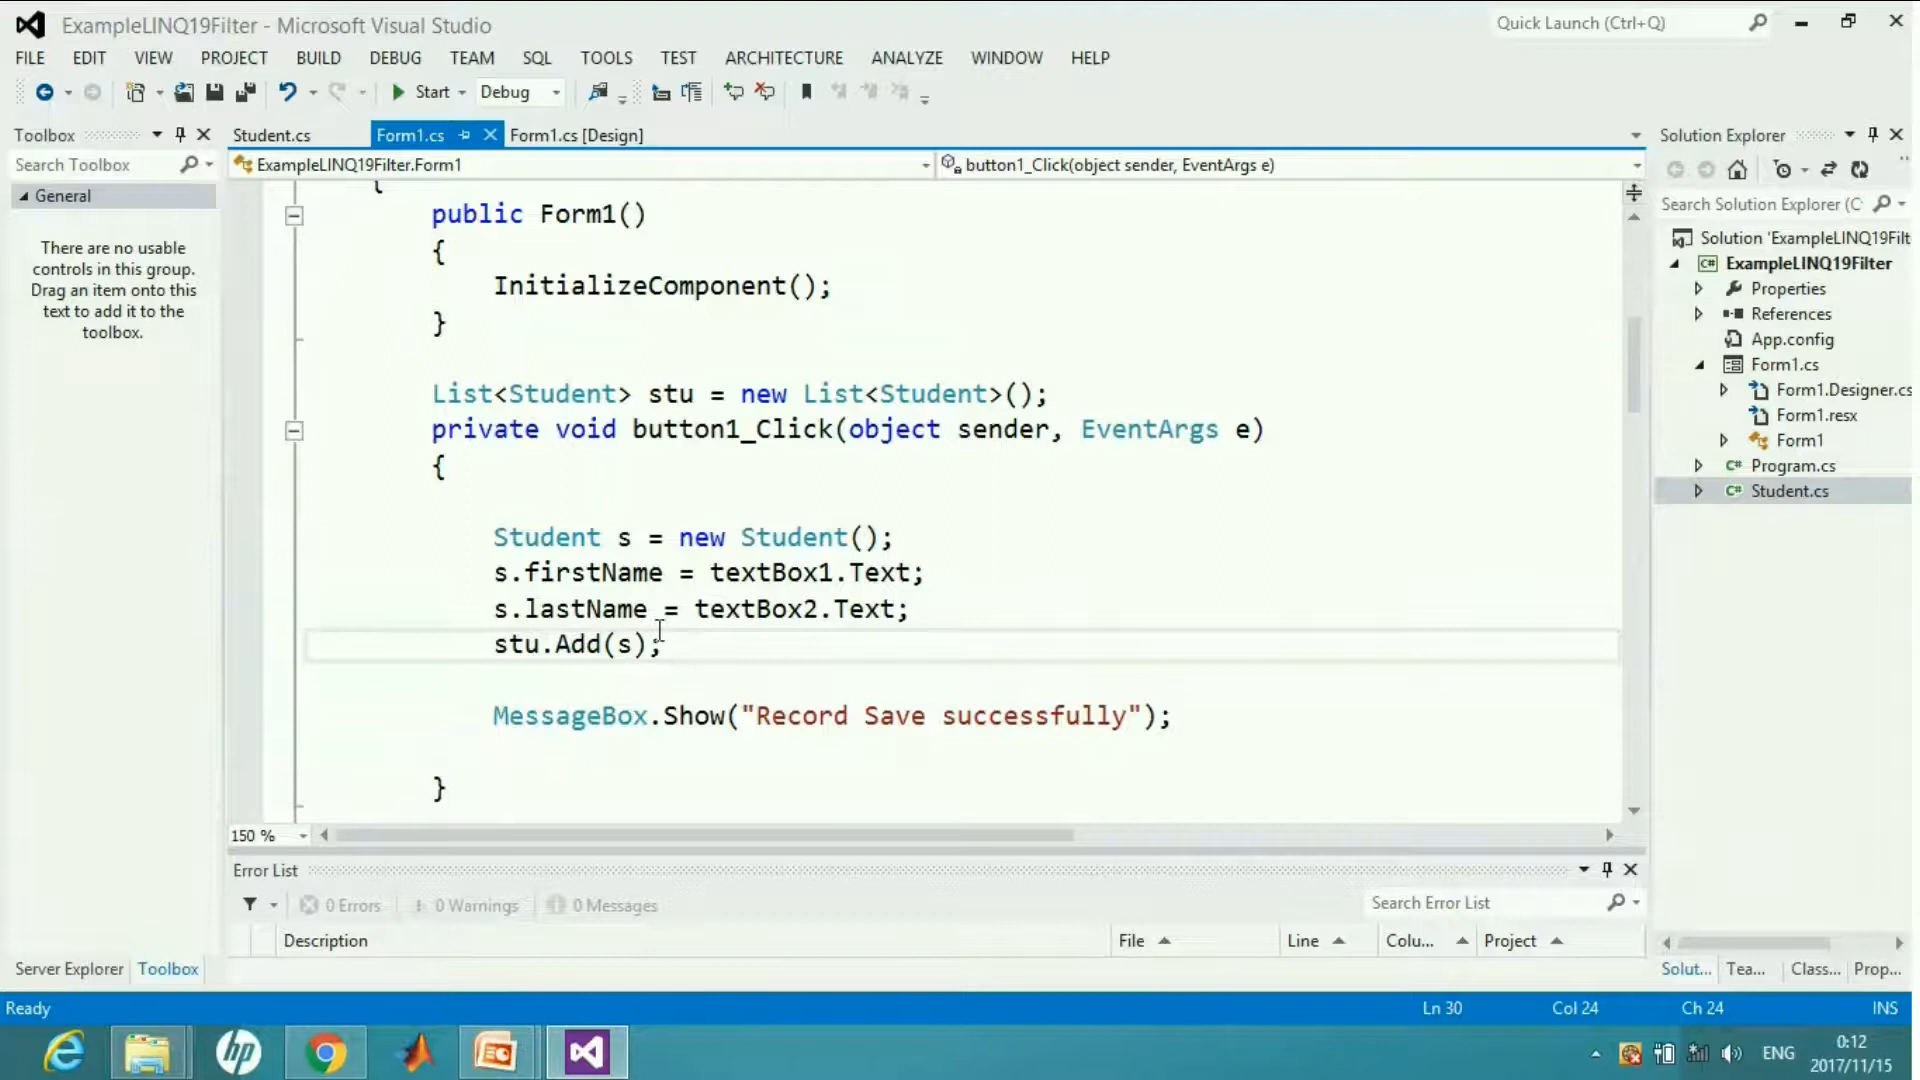 ExampleLINQ19Filter - Microsoft Visual Studio
Quick Launch (Ctrl+Q)
FILE EDIT VIEW PROJECT BUILD DEBUG TEAM SQL TOOLS TEST ARCHITECTURE ANALYZE WINDOW HELP
Start Debug
Toolbox
Search Toolbox
General
There are no usable
controls in this group.
Drag an item onto this
text to add it to the
toolbox.
Server Explorer Toolbox
Student.cs Form1.cs Form1.cs [Design]
ExampleLINQ19Filter.Form1 button1_Click(object sender, EventArgs e)
{
public Form1()
{
InitializeComponent();
}
List<Student> stu = new List<Student>();
private void button1_Click(object sender, EventArgs e)
{
Student s = new Student();
s.firstName = textBox1.Text;
s.lastName = textBox2.Text;
stu.Add(s);
MessageBox.Show("Record Save successfully");
}
150 %
Error List
0 Errors 0 Warnings 0 Messages
Search Error List
Description File Line Colu... Project
Solution Explorer
Search Solution Explorer (C
Solution 'ExampleLINQ19Filt
C# ExampleLINQ19Filter
Properties
References
App.config
Form1.cs
Form1.Designer.cs
Form1.resx
Form1
C# Program.cs
C# Student.cs
Solut... Tea... Class... Prop...
Ready Ln 30 Col 24 Ch 24 INS
hp
ENG
0:12
2017/11/15